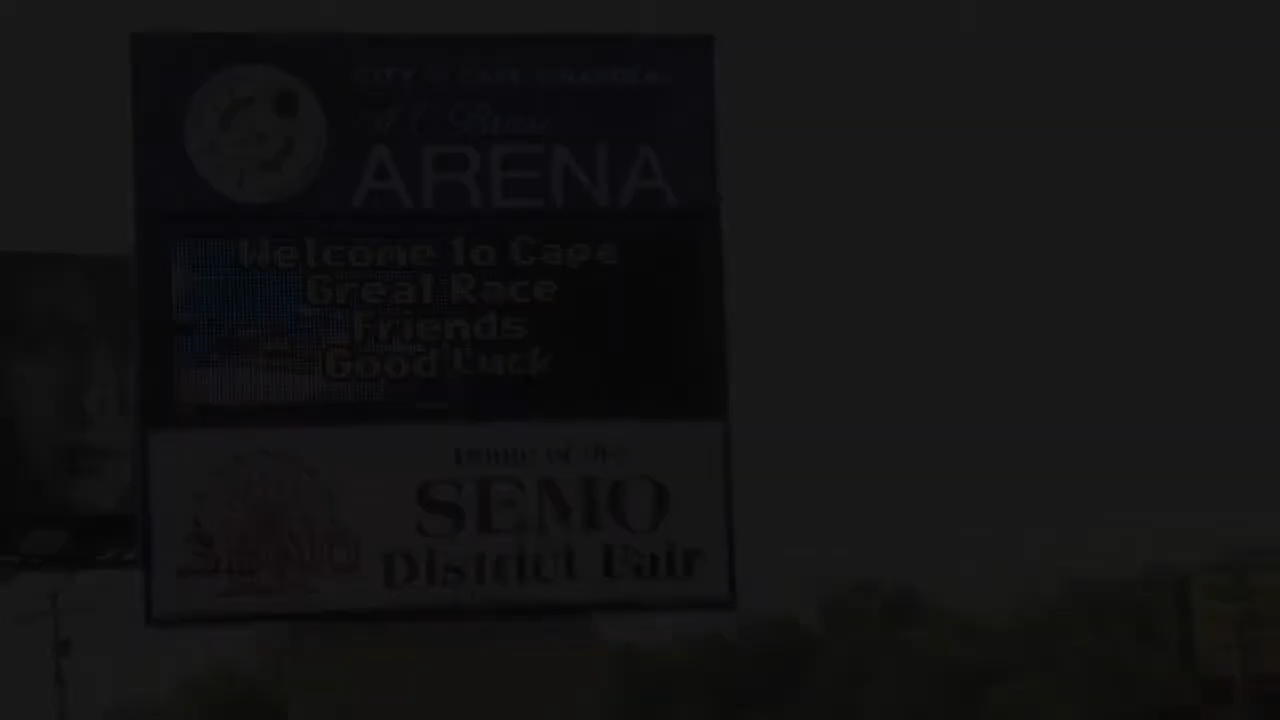 CITY OF CAPE GIRARDEAU
ARENA
Welcome to Cape
Great Race
Friends
Good Luck
Home of the
SEMO
District Fair
SEMO